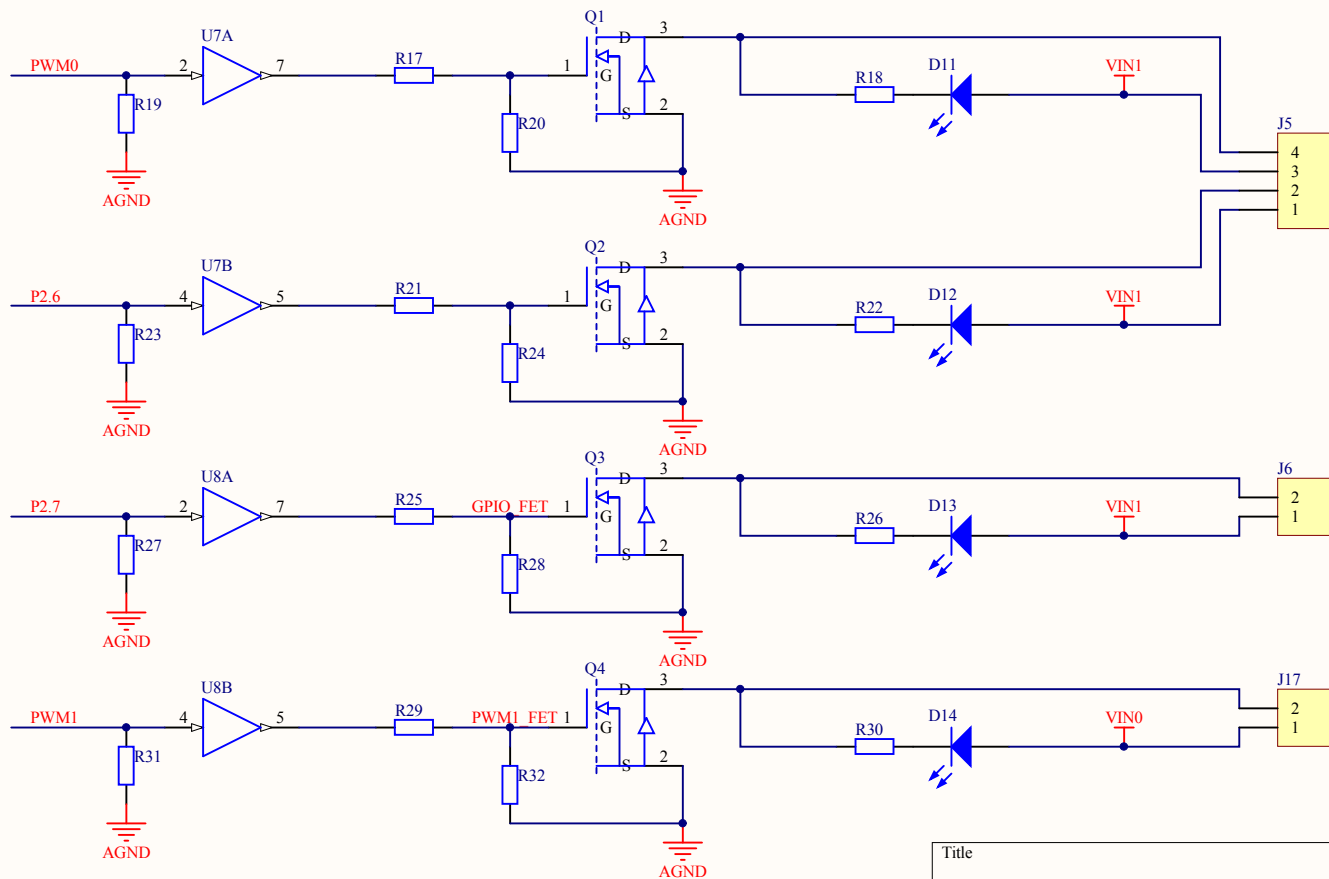 Q1
U7A
3
D
R17
D11
VIN1
PWM0
2
7
1
G
R18
R19
R20
2
S
J5
4
3
2
1
AGND
AGND
Q2
U7B
3
D
R21
D12
VIN1
P2.6
4
5
1
G
R22
R23
R24
2
S
AGND
AGND
Q3
U8A
3
D
J6
R25
GPIO_FET
D13
VIN1
2
1
P2.7
2
7
1
G
R26
R27
R28
2
S
AGND
AGND
Q4
U8B
3
D
J17
R29
PWM1_FET
D14
VIN0
2
1
PWM1
4
5
1
G
R30
R31
R32
2
S
AGND
AGND
Title